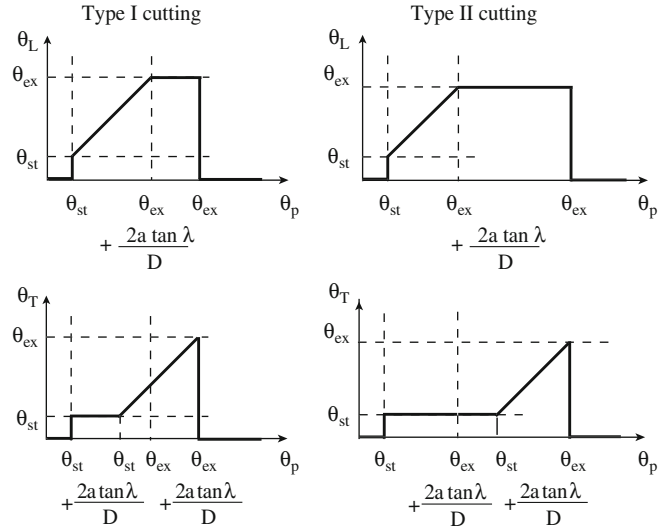 Type I cutting
Type II cutting
θL
θex
θst
θst θex θex θp
+ 2a tan λ / D
θL
θex
θst
θst θex θex θp
+ 2a tan λ / D
θT
θex
θst
θst θst θex θex θp
+ 2a tan λ / D + 2a tan λ / D
θT
θex
θst
θst θex θst θex θp
+ 2a tan λ / D + 2a tan λ / D